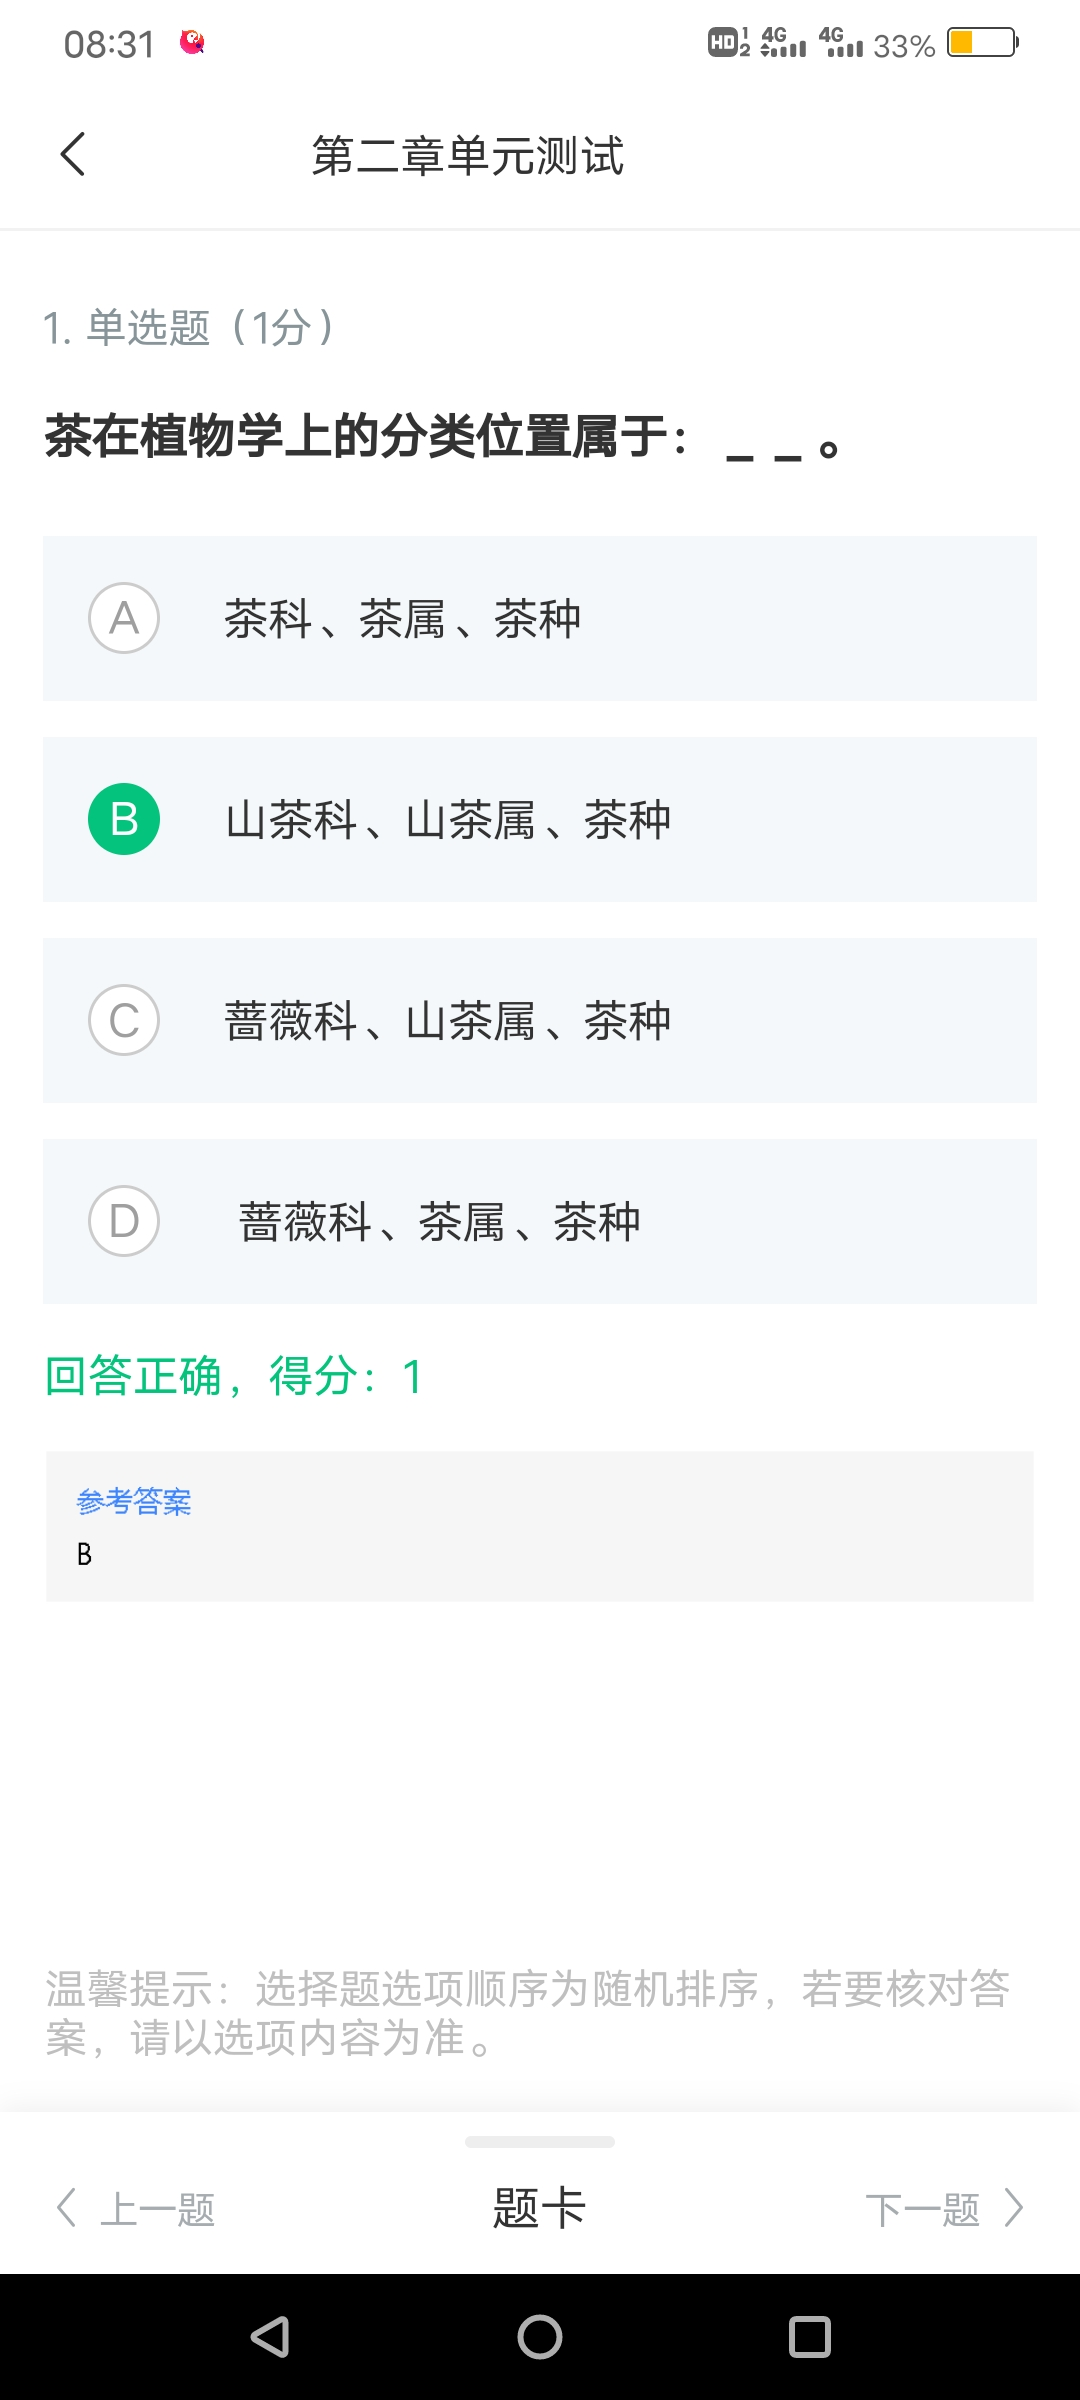 08:31 HD 1 2 4G 4G 33%
第二章单元测试
1. 单选题（1分）
茶在植物学上的分类位置属于： _ _ 。
A 茶科、茶属、茶种
B 山茶科、山茶属、茶种
C 蔷薇科、山茶属、茶种
D 蔷薇科、茶属、茶种
回答正确，得分：1
参考答案
B
温馨提示：选择题选项顺序为随机排序，若要核对答
案，请以选项内容为准。
上一题 题卡 下一题